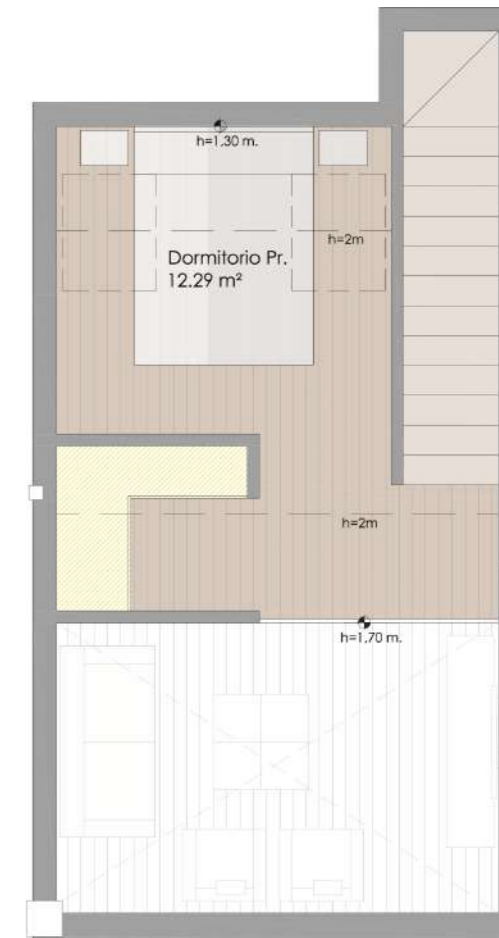 h=1,30 m.
h=2m
Dormitorio Pr.
12.29 m²
h=2m
h=1,70 m.